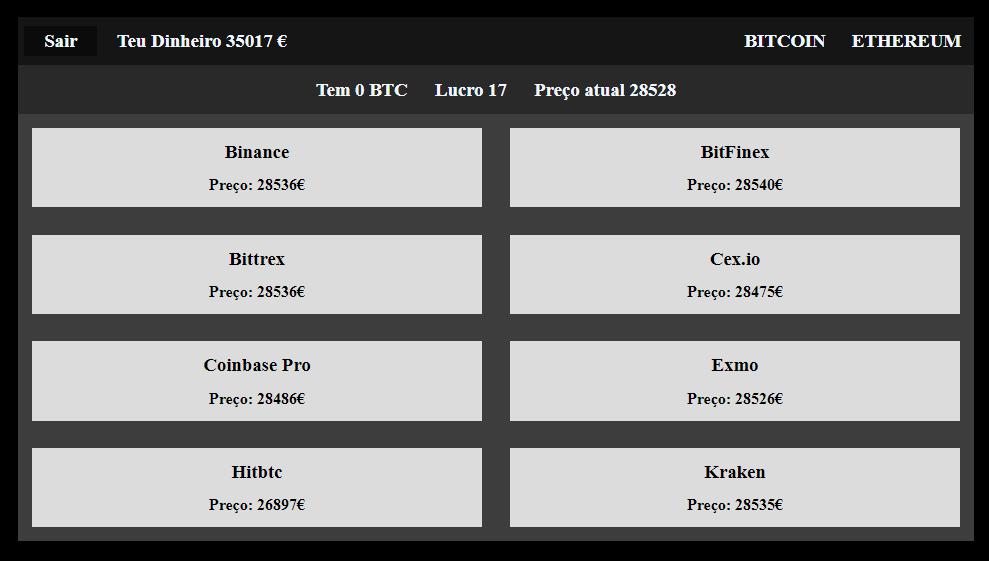 Sair Teu Dinheiro 35017 € BITCOIN ETHEREUM
Tem 0 BTC Lucro 17 Preço atual 28528
Binance
Preço: 28536€
BitFinex
Preço: 28540€
Bittrex
Preço: 28536€
Cex.io
Preço: 28475€
Coinbase Pro
Preço: 28486€
Exmo
Preço: 28526€
Hitbtc
Preço: 26897€
Kraken
Preço: 28535€